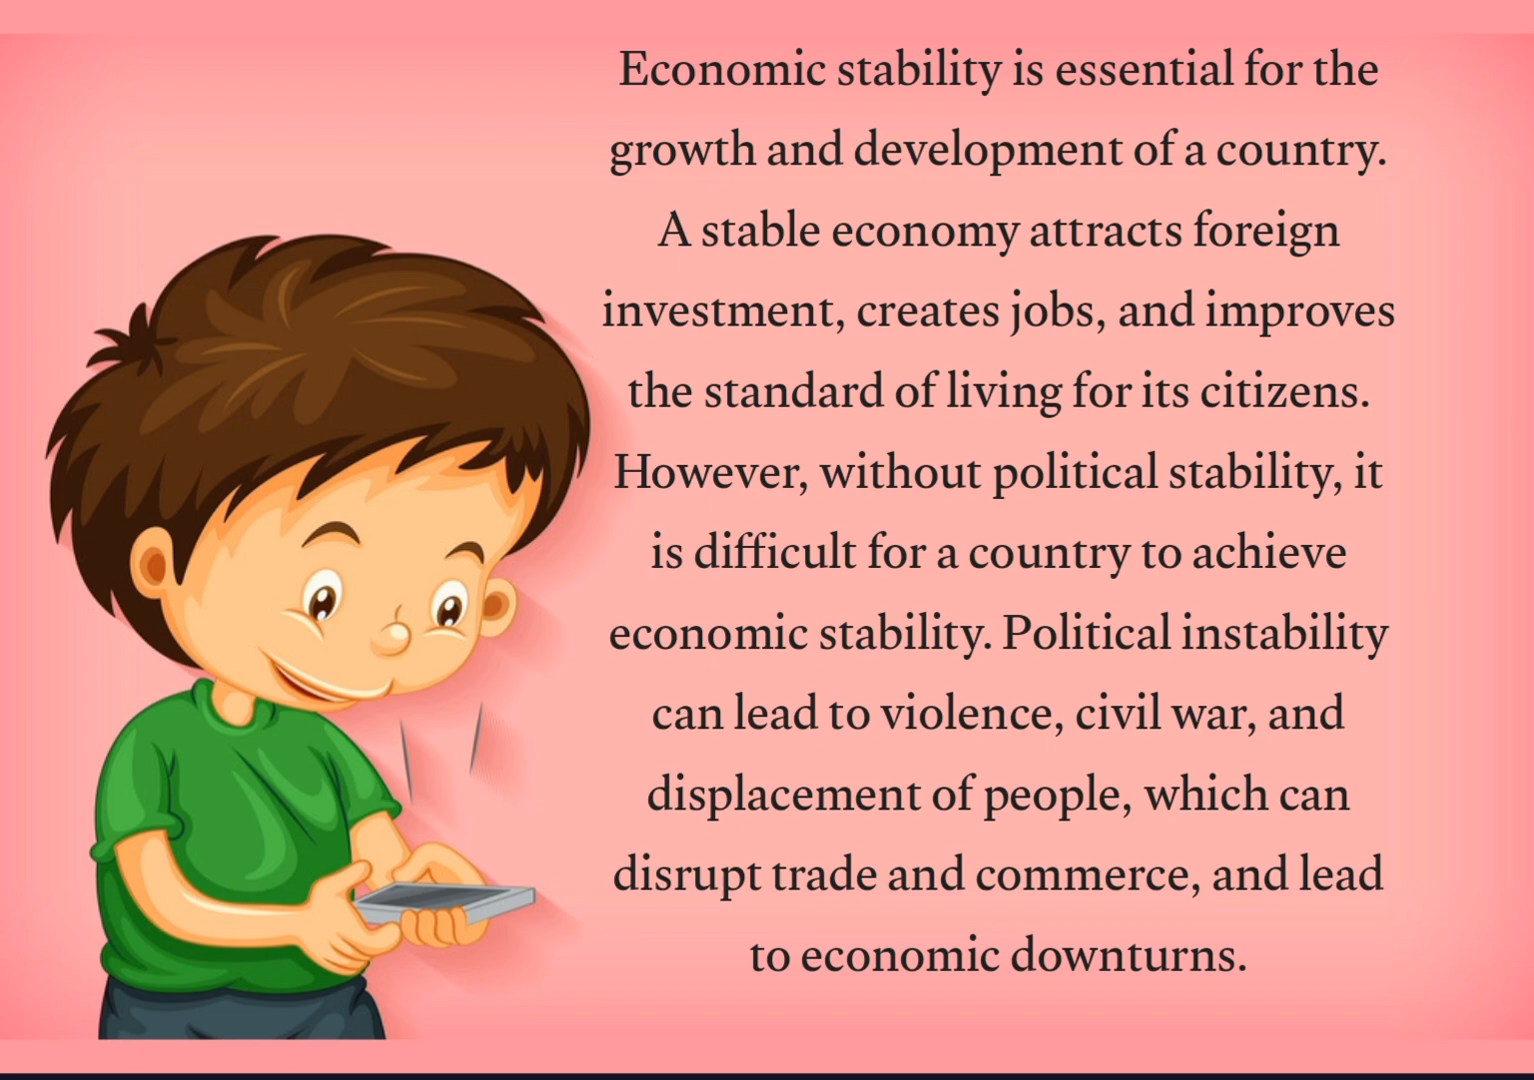 Economic stability is essential for the
growth and development of a country.
A stable economy attracts foreign
investment, creates jobs, and improves
the standard of living for its citizens.
However, without political stability, it
is difficult for a country to achieve
economic stability. Political instability
can lead to violence, civil war, and
displacement of people, which can
disrupt trade and commerce, and lead
to economic downturns.